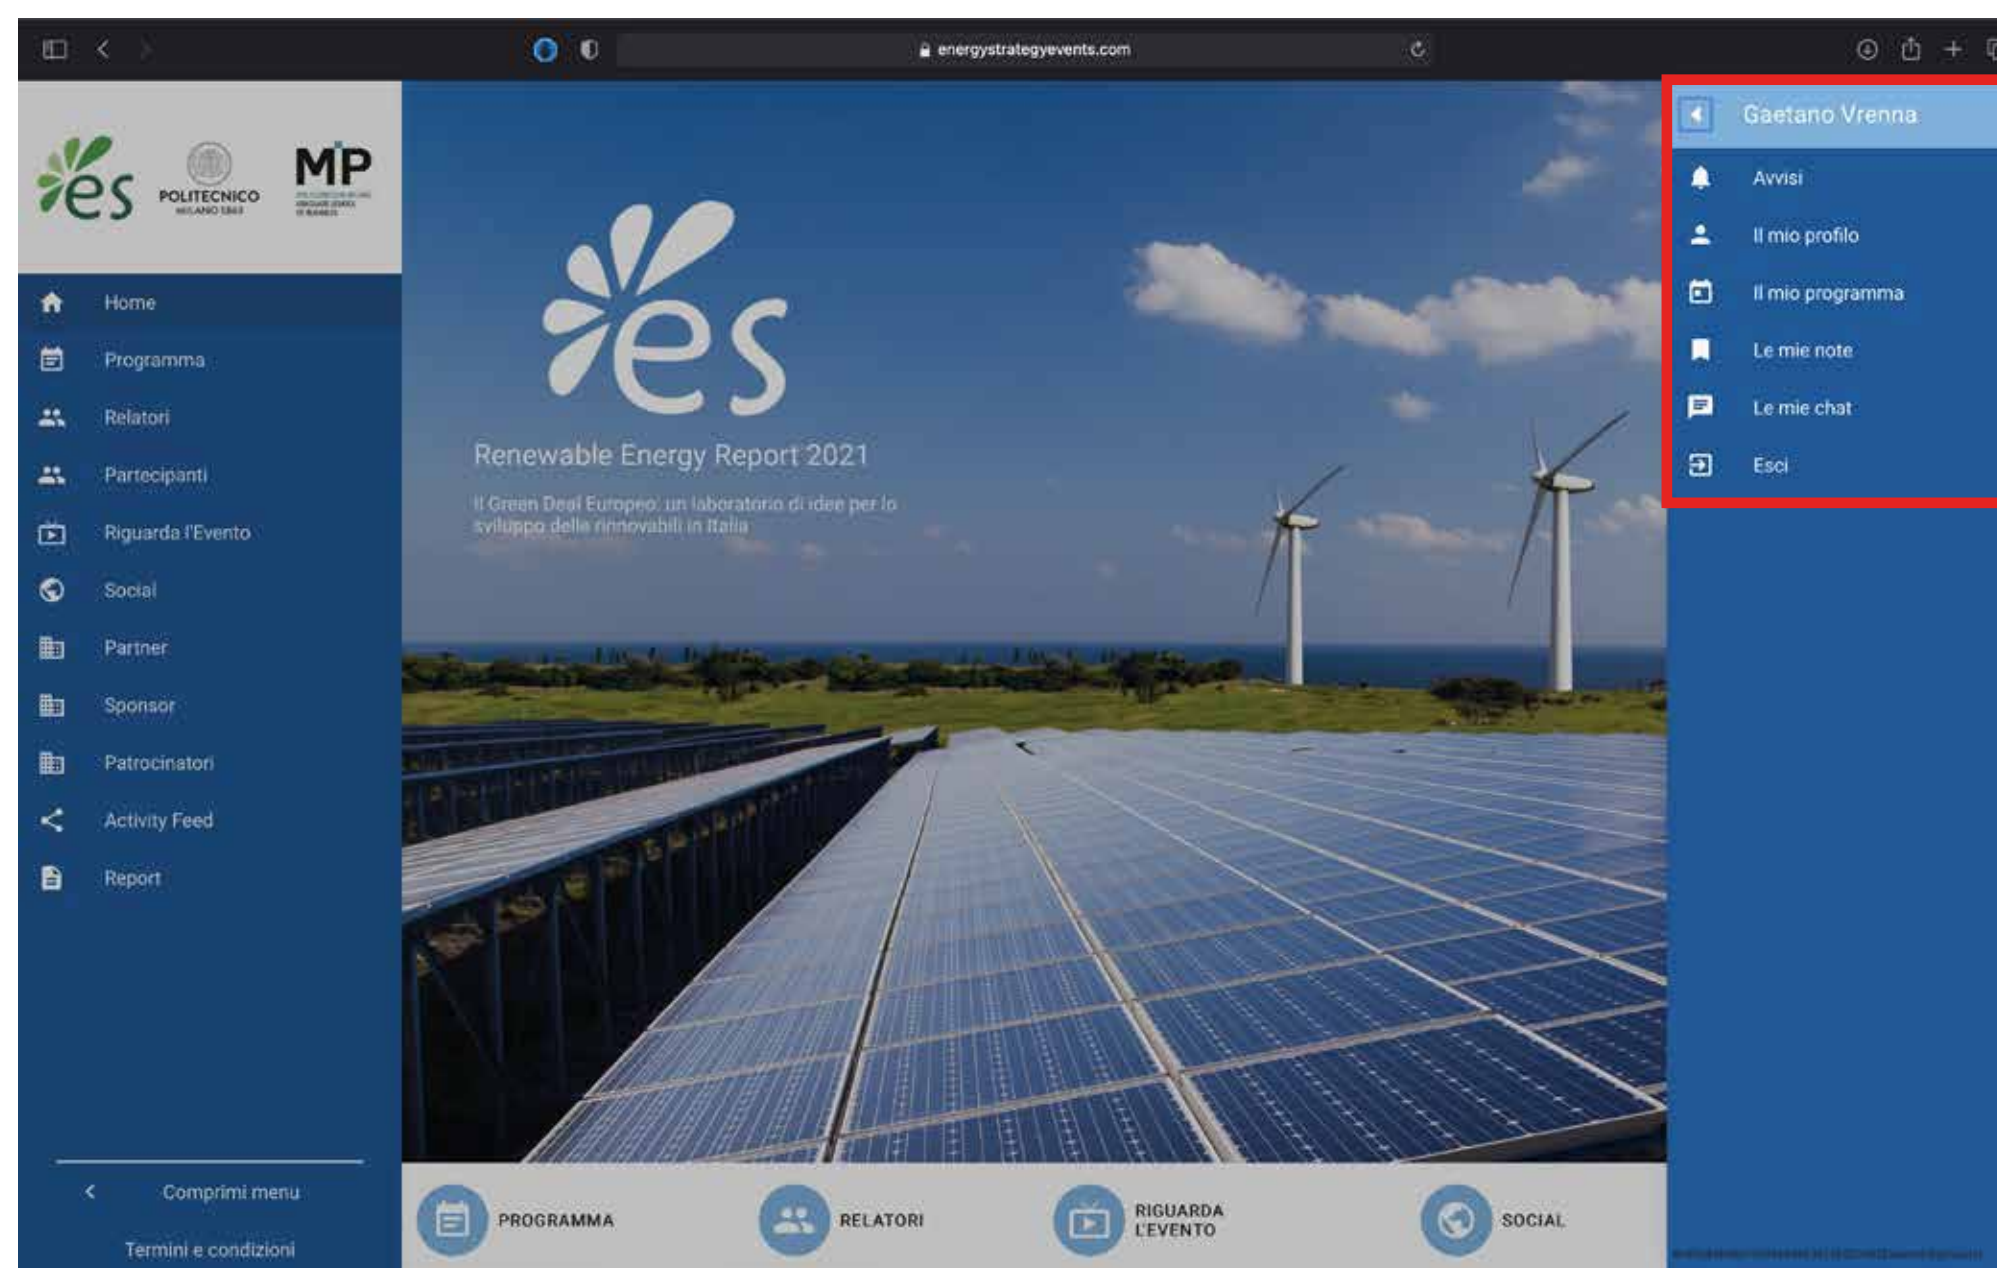 energystrategyevents.com
es
POLITECNICO
MILANO 1863
MIP
Home
Programma
Relatori
Partecipanti
Riguarda l'Evento
Social
Partner
Sponsor
Patrocinatori
Activity Feed
Report
Comprimi menu
Termini e condizioni
es
Renewable Energy Report 2021
Il Green Deal Europeo: un laboratorio di idee per lo
sviluppo delle rinnovabili in Italia
PROGRAMMA
RELATORI
RIGUARDA
L'EVENTO
SOCIAL
Gaetano Vrenna
Avvisi
Il mio profilo
Il mio programma
Le mie note
Le mie chat
Esci